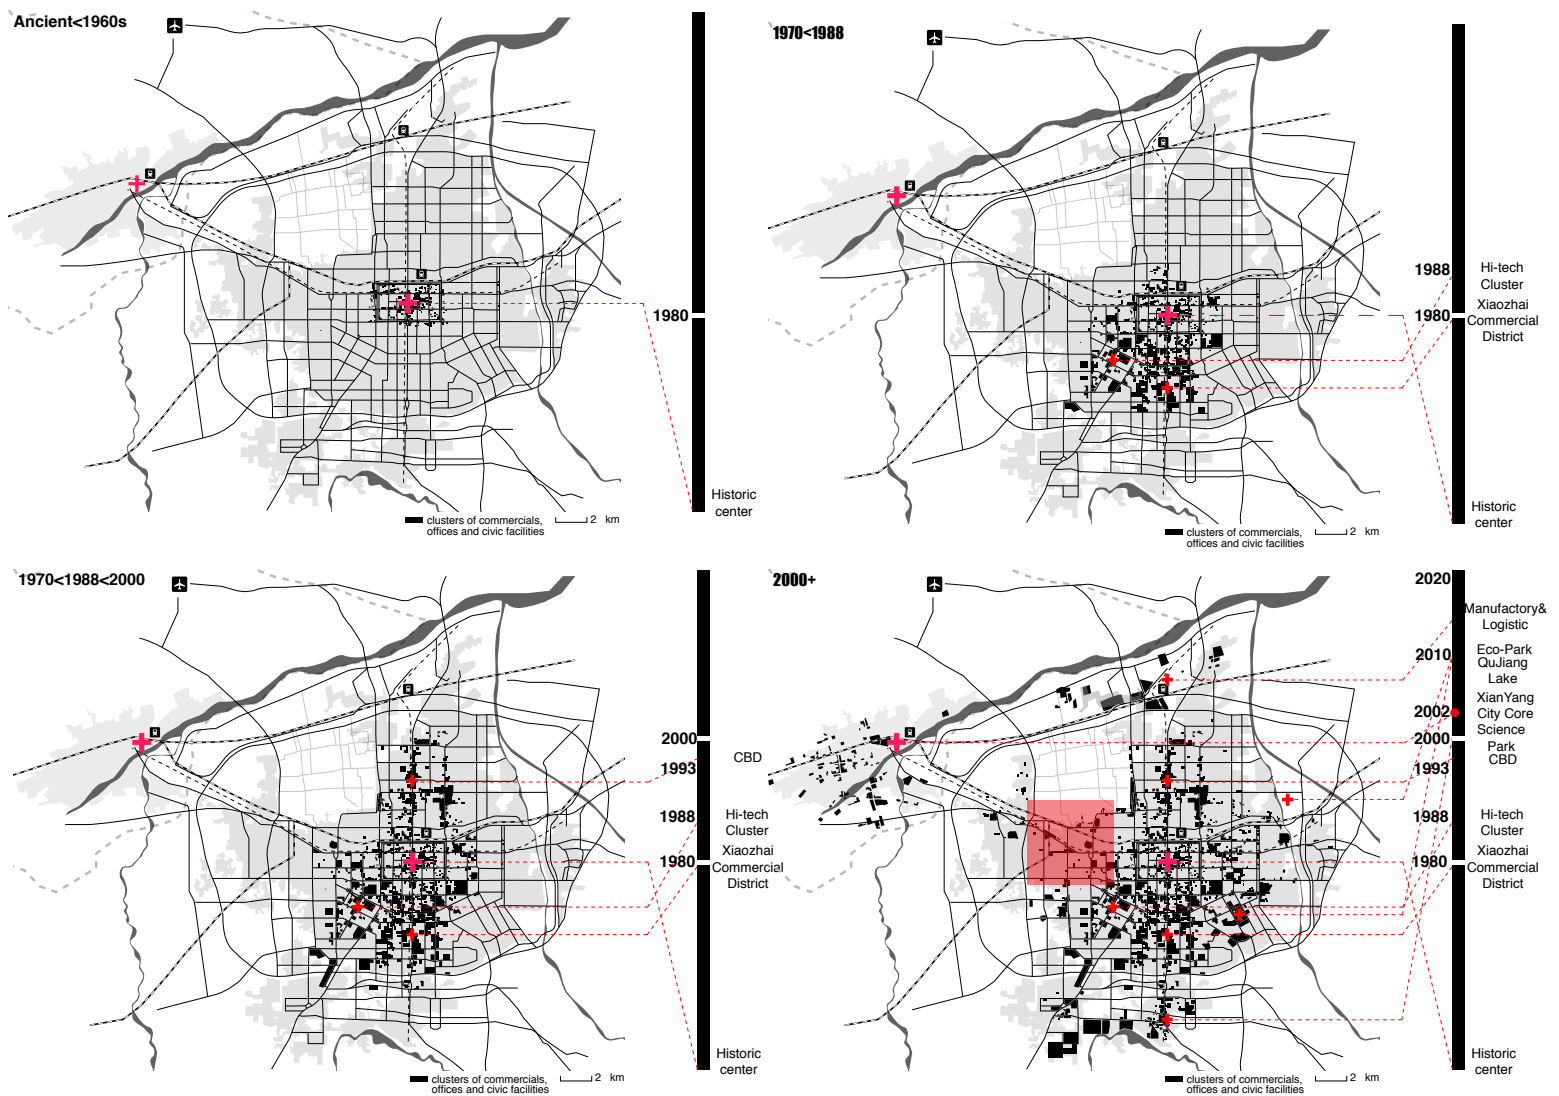 Ancient<1960s
1980
Historic
center
clusters of commercials,
offices and civic facilities
2 km
1970<1988
1988
Hi-tech
Cluster
1980
Xiaozhai
Commercial
District
Historic
center
clusters of commercials,
offices and civic facilities
2 km
1970<1988<2000
2000
CBD
1993
1988
Hi-tech
Cluster
1980
Xiaozhai
Commercial
District
Historic
center
clusters of commercials,
offices and civic facilities
2 km
2000+
2020
Manufactory&
Logistic
2010
Eco-Park
QuJiang
Lake
XianYang
2002
City Core
Science
2000
Park
CBD
1993
1988
Hi-tech
Cluster
1980
Xiaozhai
Commercial
District
Historic
center
clusters of commercials,
offices and civic facilities
2 km